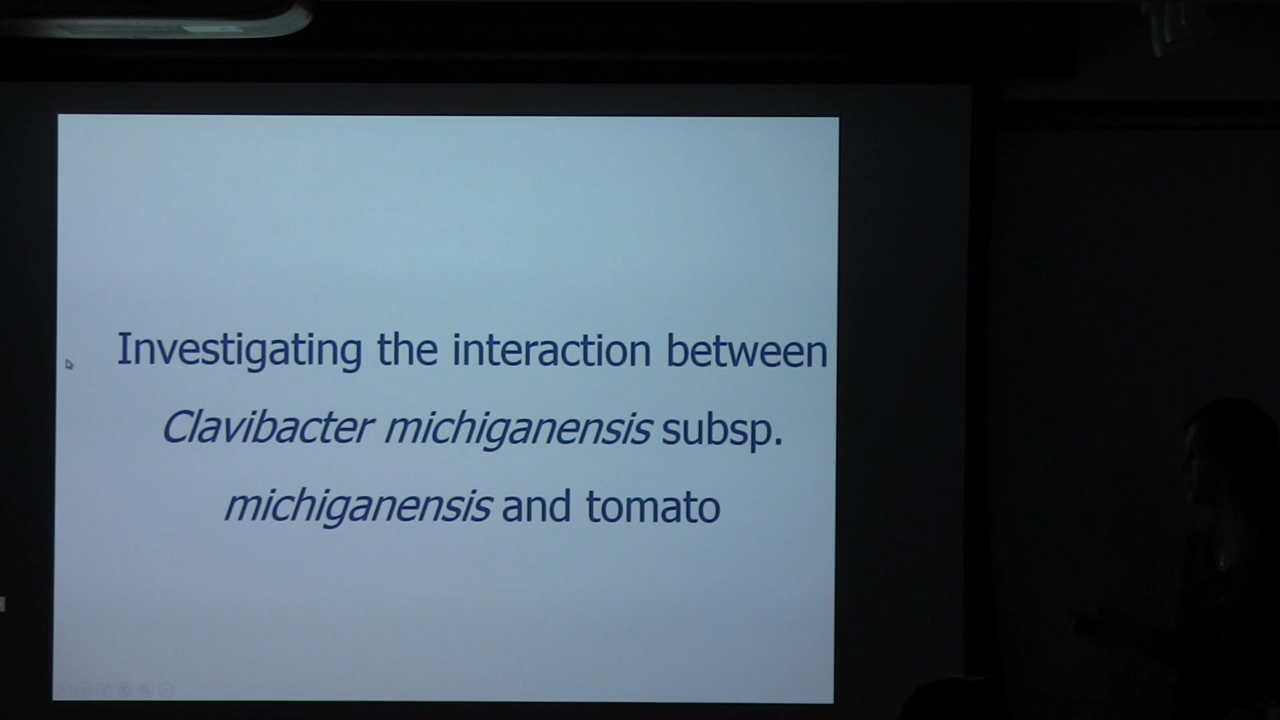 Investigating the interaction between
Clavibacter michiganensis subsp.
michiganensis and tomato